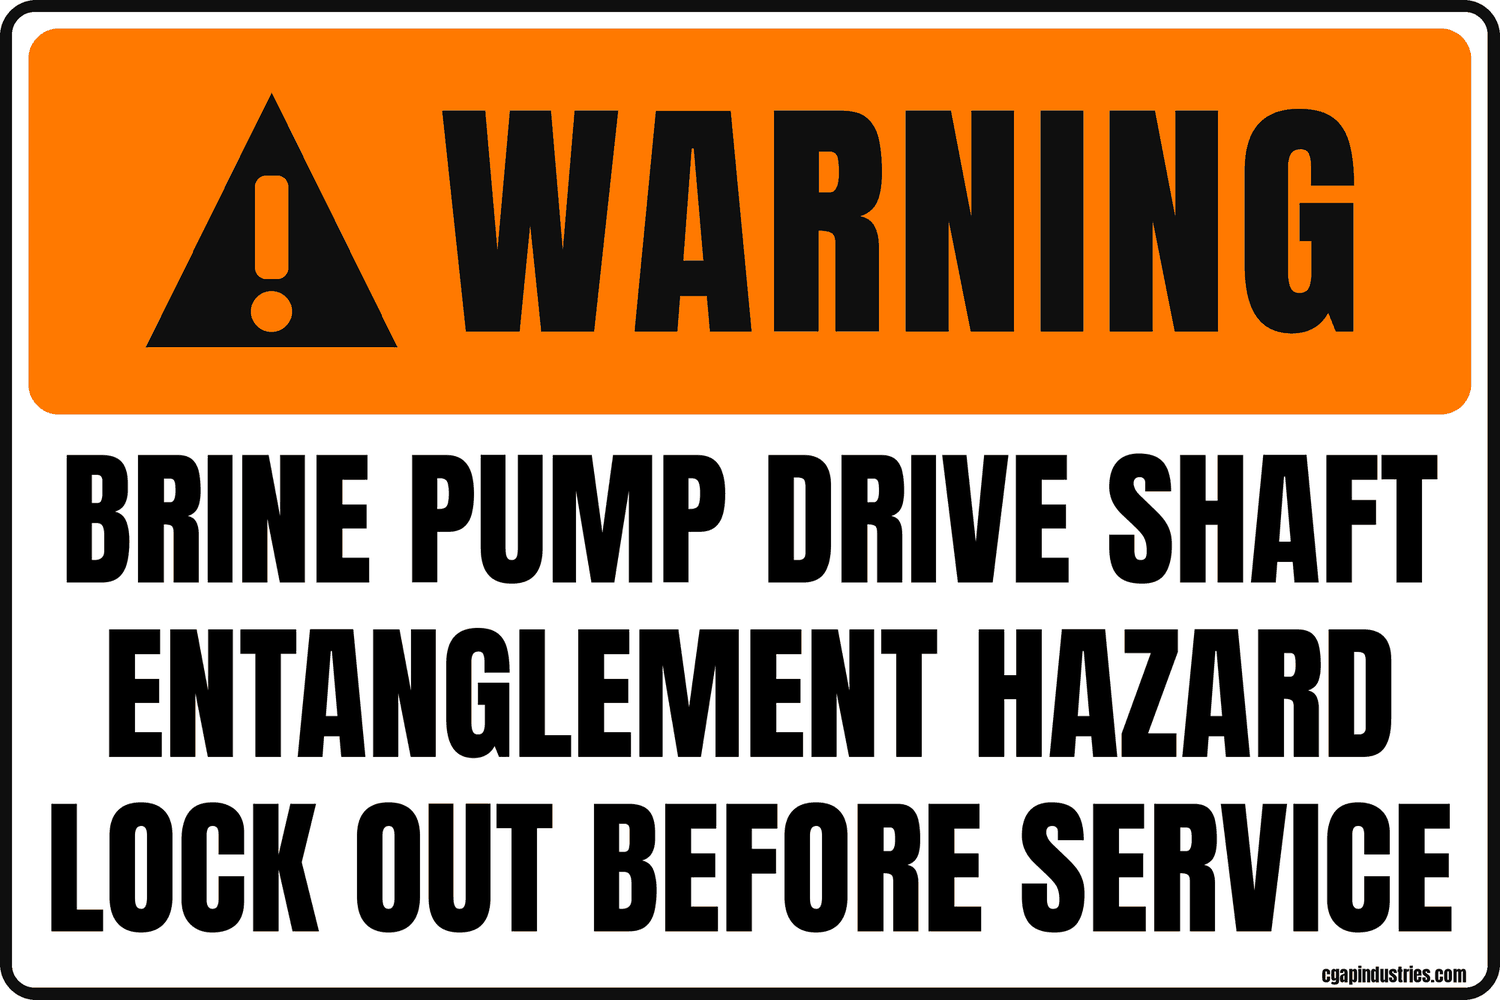 WARNING
BRINE PUMP DRIVE SHAFT
ENTANGLEMENT HAZARD
LOCK OUT BEFORE SERVICE
cgapindustries.com